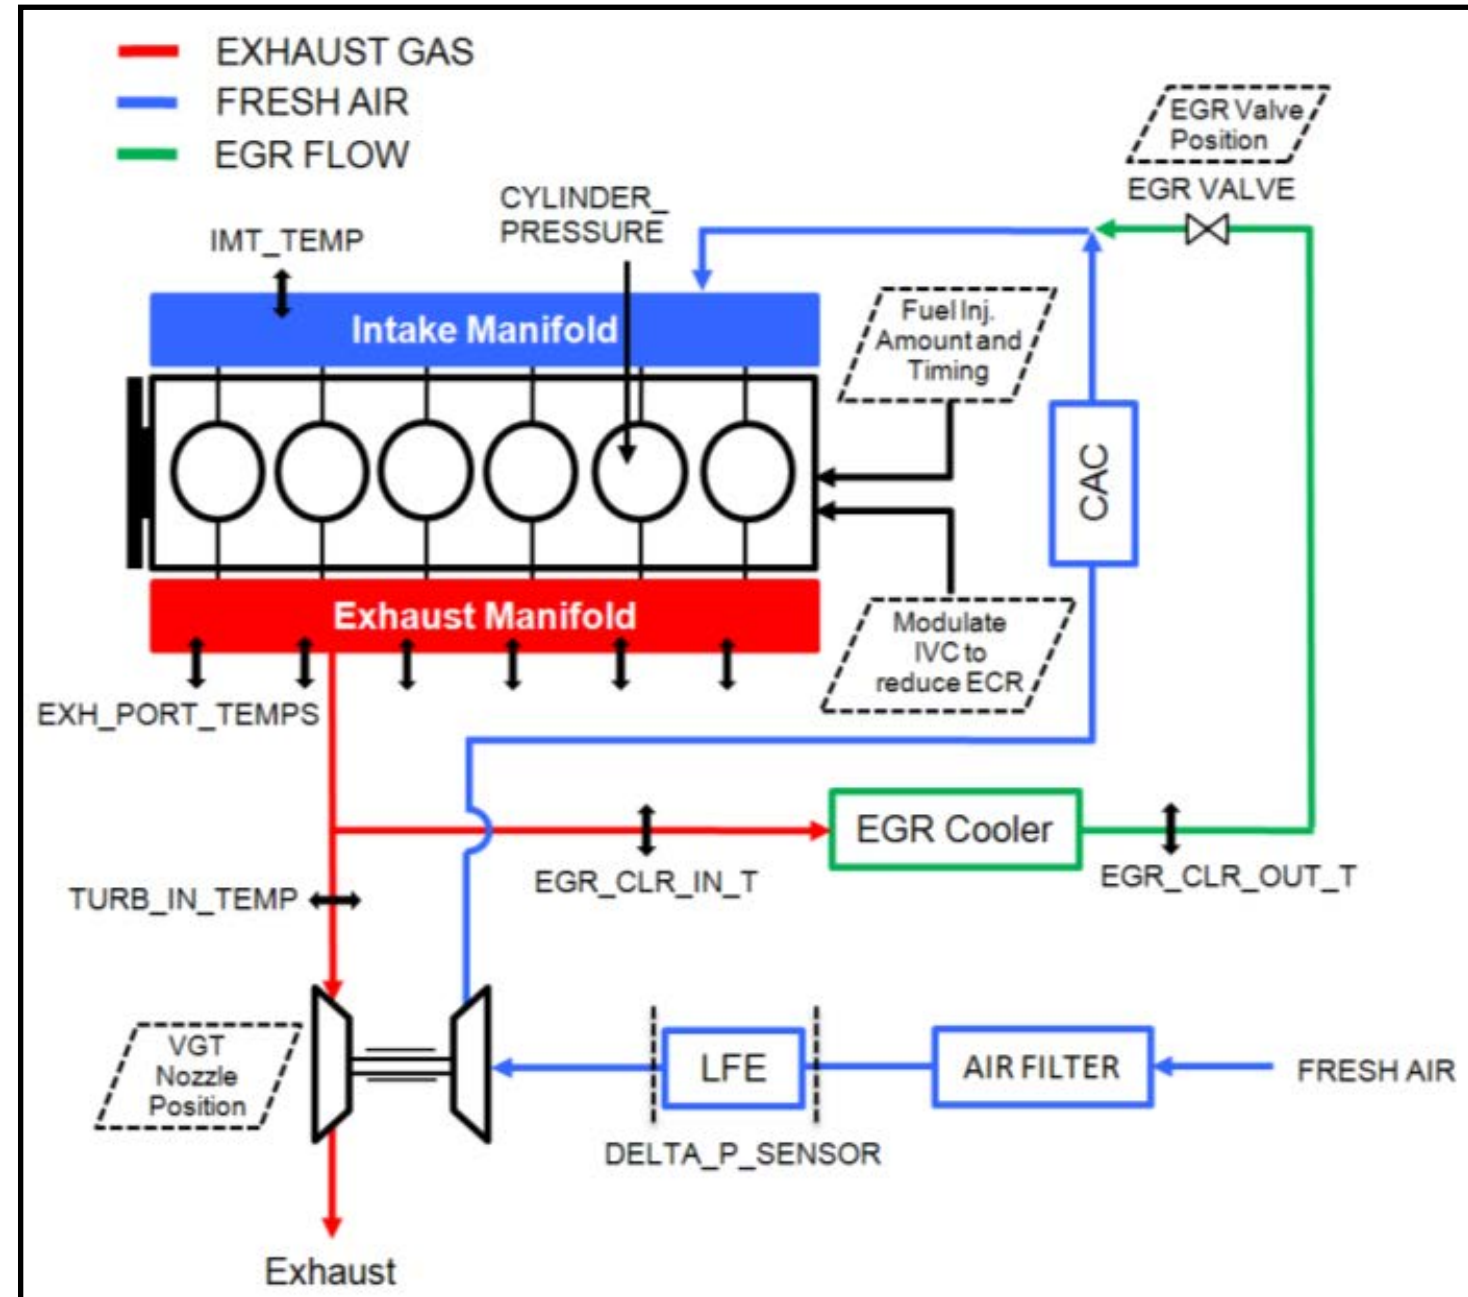 EXHAUST GAS
FRESH AIR
EGR FLOW
EGR Valve
Position
EGR VALVE
CYLINDER_
PRESSURE
IMT_TEMP
Intake Manifold
Fuel Inj.
Amount and
Timing
CAC
Exhaust Manifold
Modulate
IVC to
reduce ECR
EXH_PORT_TEMPS
EGR Cooler
EGR_CLR_IN_T
EGR_CLR_OUT_T
TURB_IN_TEMP
VGT
Nozzle
Position
LFE
AIR FILTER
FRESH AIR
DELTA_P_SENSOR
Exhaust